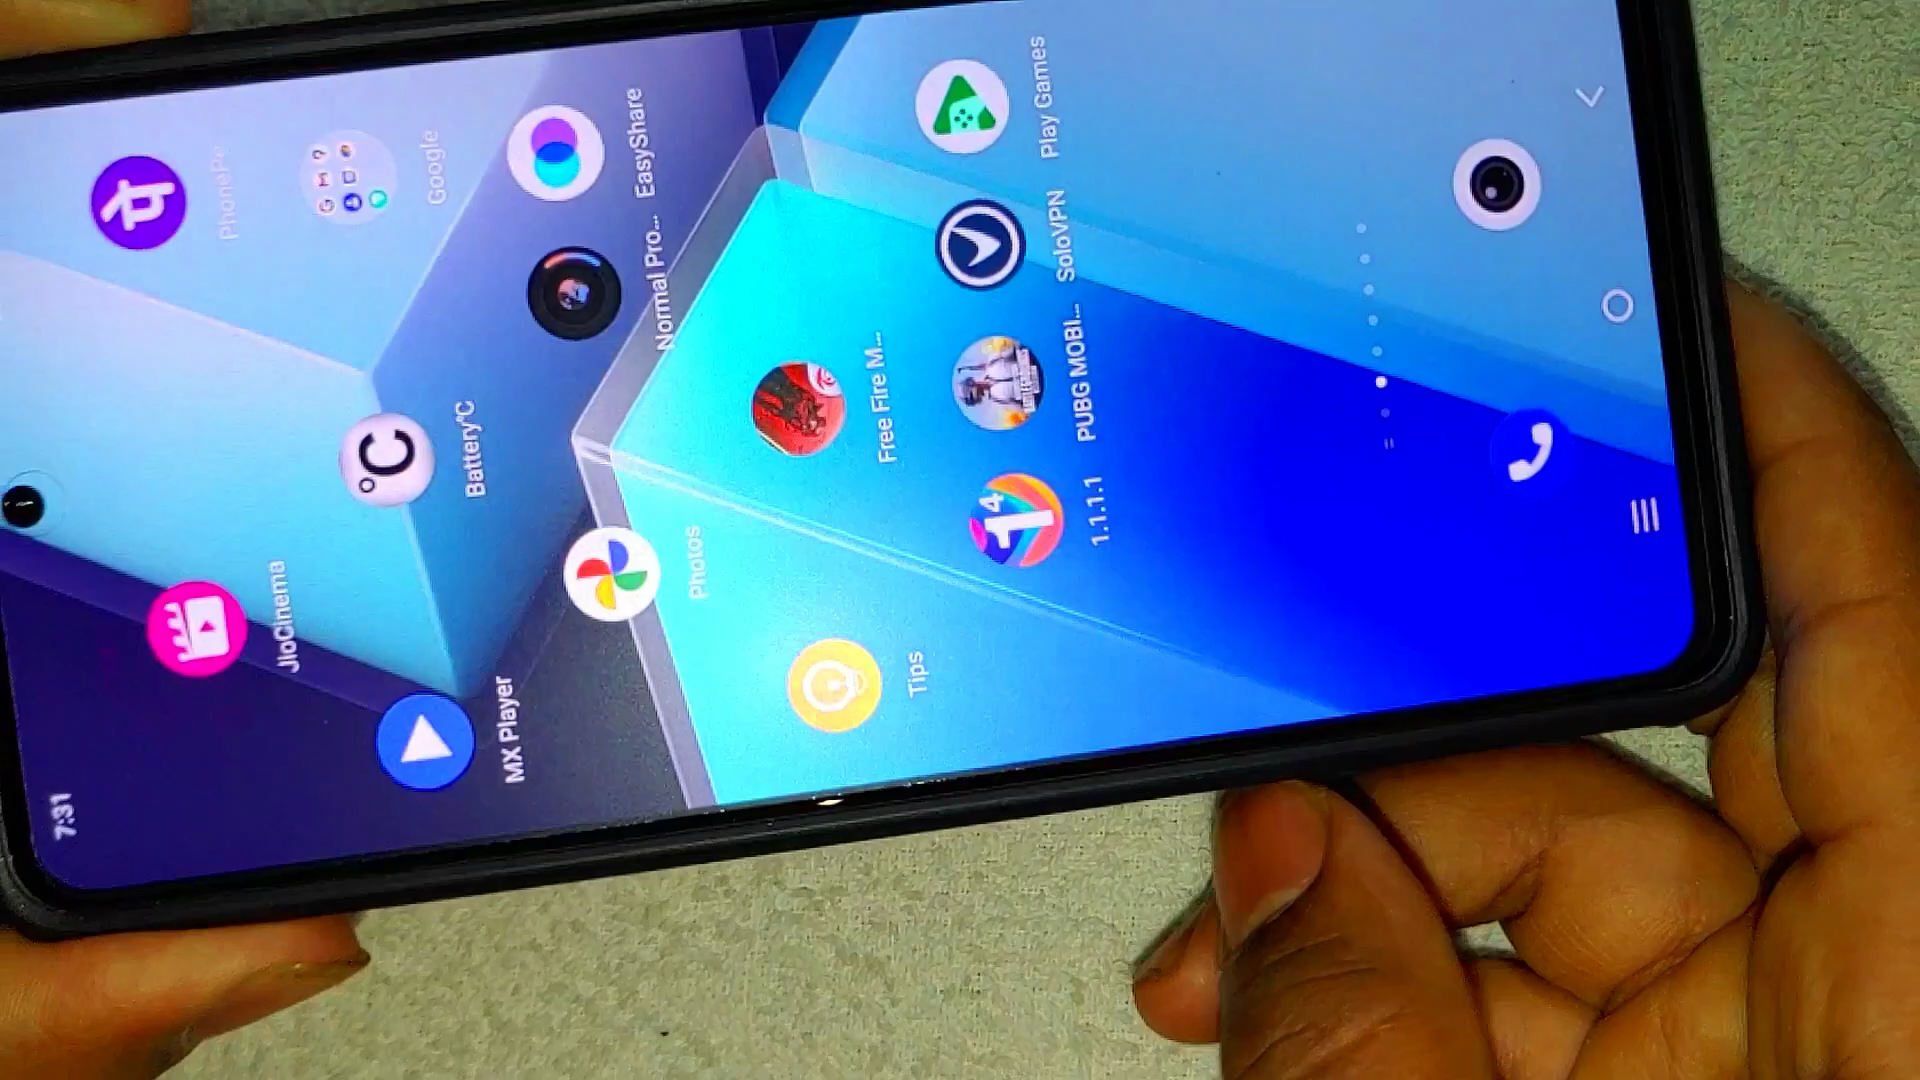 7:31
JioCinema
PhonePe
MX Player
Battery°C
Google
Photos
Normal Pro...
EasyShare
Tips
Free Fire M...
1.1.1.1
PUBG MOBI...
SoloVPN
Play Games